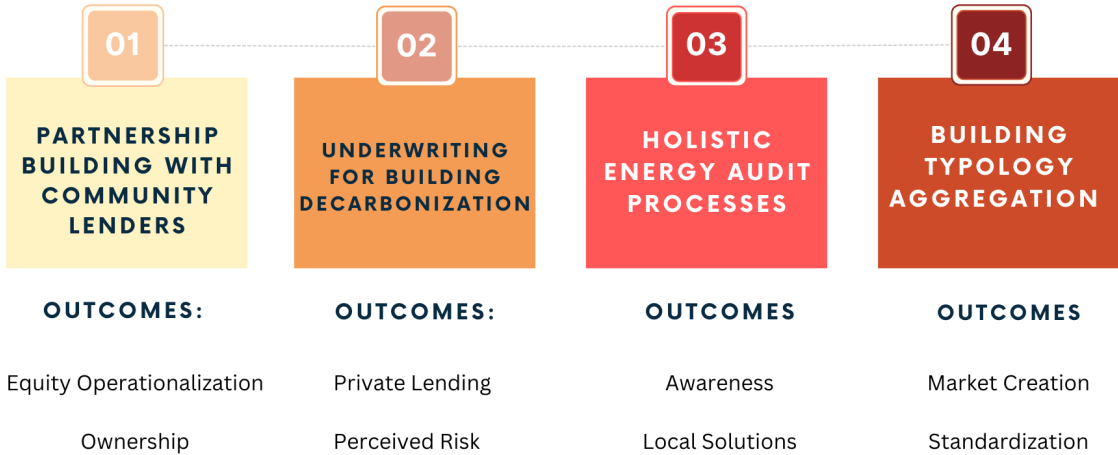 01
PARTNERSHIP
BUILDING WITH
COMMUNITY
LENDERS
OUTCOMES:
Equity Operationalization
Ownership
02
UNDERWRITING
FOR BUILDING
DECARBONIZATION
OUTCOMES:
Private Lending
Perceived Risk
03
HOLISTIC
ENERGY AUDIT
PROCESSES
OUTCOMES
Awareness
Local Solutions
04
BUILDING
TYPOLOGY
AGGREGATION
OUTCOMES
Market Creation
Standardization